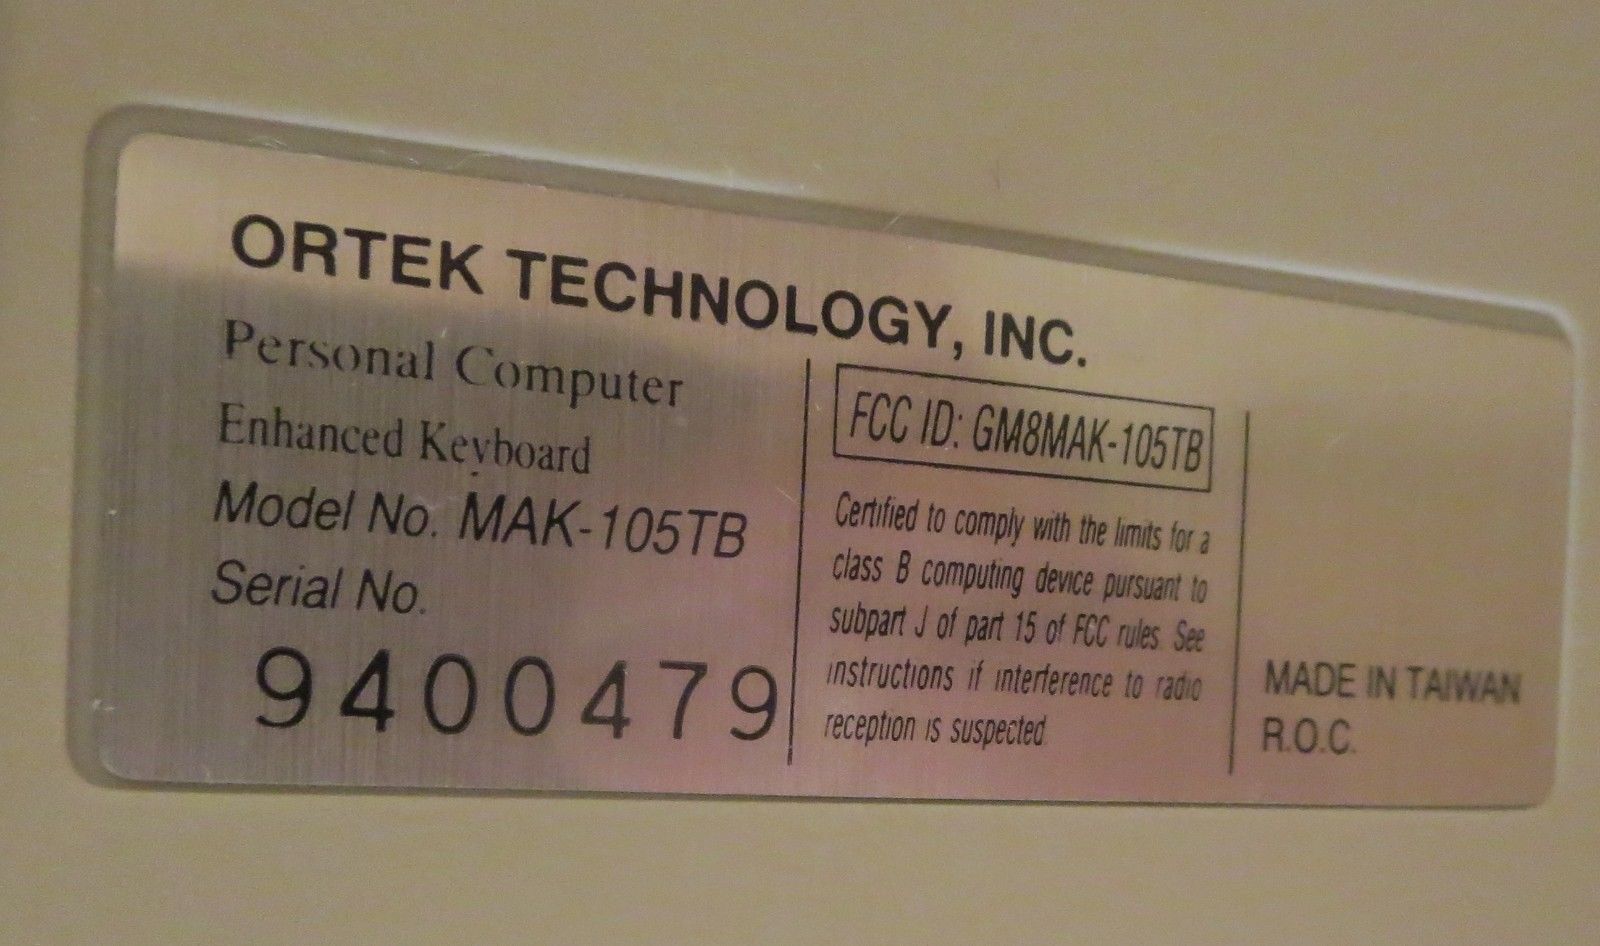 ORTEK TECHNOLOGY, INC.
Personal Computer
Enhanced Keyboard
Model No. MAK-105TB
Serial No.
9400479
FCC ID: GM8MAK-105TB
Certified to comply with the limits for a
class B computing device pursuant to
subpart J of part 15 of FCC rules. See
instructions if interference to radio
reception is suspected.
MADE IN TAIWAN
R.O.C.